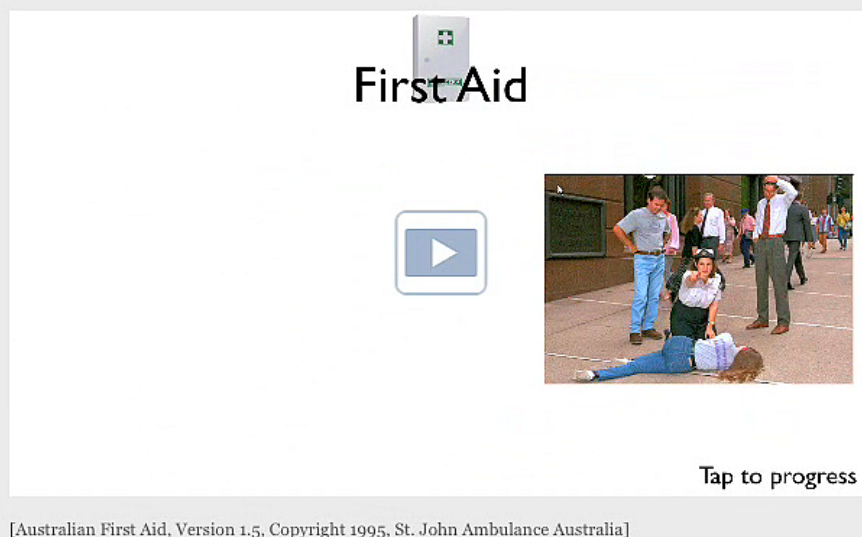 First Aid
Tap to progress
[Australian First Aid, Version 1.5, Copyright 1995, St. John Ambulance Australia]